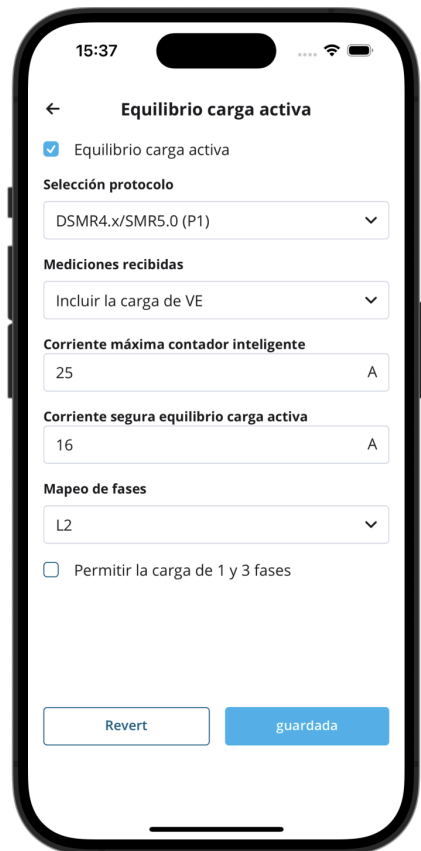 15:37
Equilibrio carga activa
Equilibrio carga activa
Selección protocolo
DSMR4.x/SMR5.0 (P1)
Mediciones recibidas
Incluir la carga de VE
Corriente máxima contador inteligente
25 A
Corriente segura equilibrio carga activa
16 A
Mapeo de fases
L2
Permitir la carga de 1 y 3 fases
Revert guardada